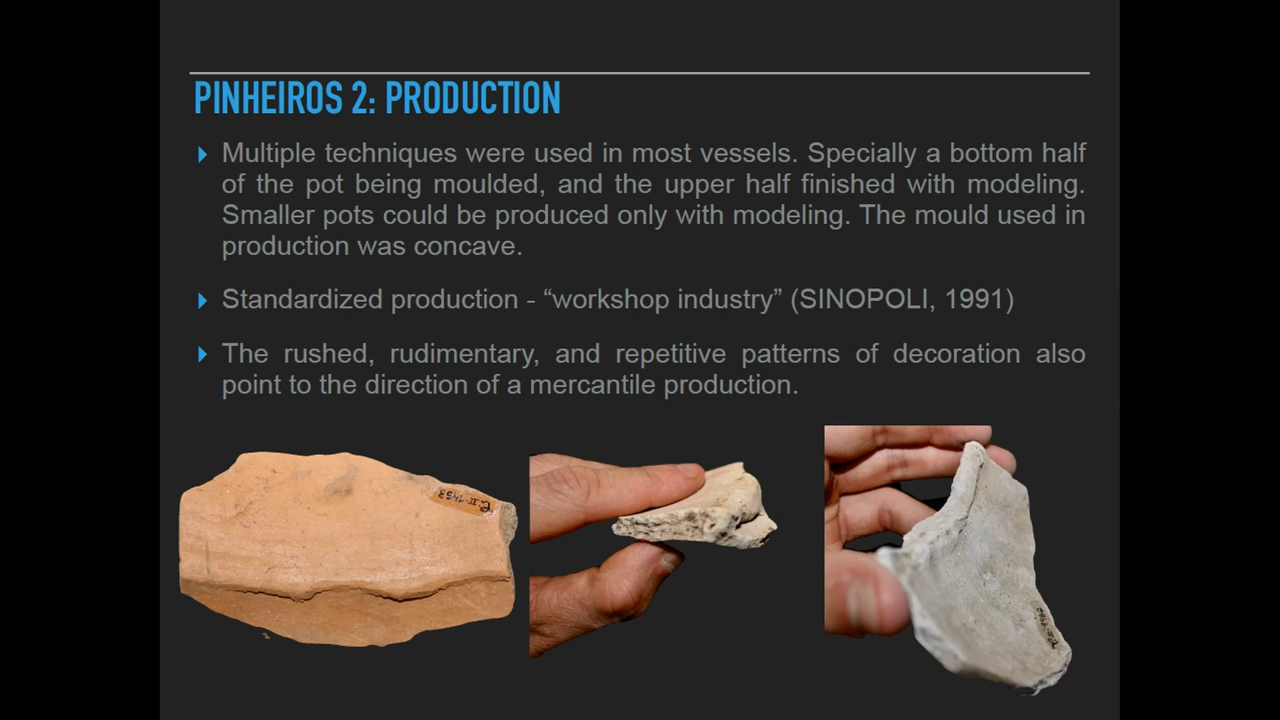 PINHEIROS 2: PRODUCTION
Multiple techniques were used in most vessels. Specially a bottom half
of the pot being moulded, and the upper half finished with modeling.
Smaller pots could be produced only with modeling. The mould used in
production was concave.
Standardized production - “workshop industry” (SINOPOLI, 1991)
The rushed, rudimentary, and repetitive patterns of decoration also
point to the direction of a mercantile production.